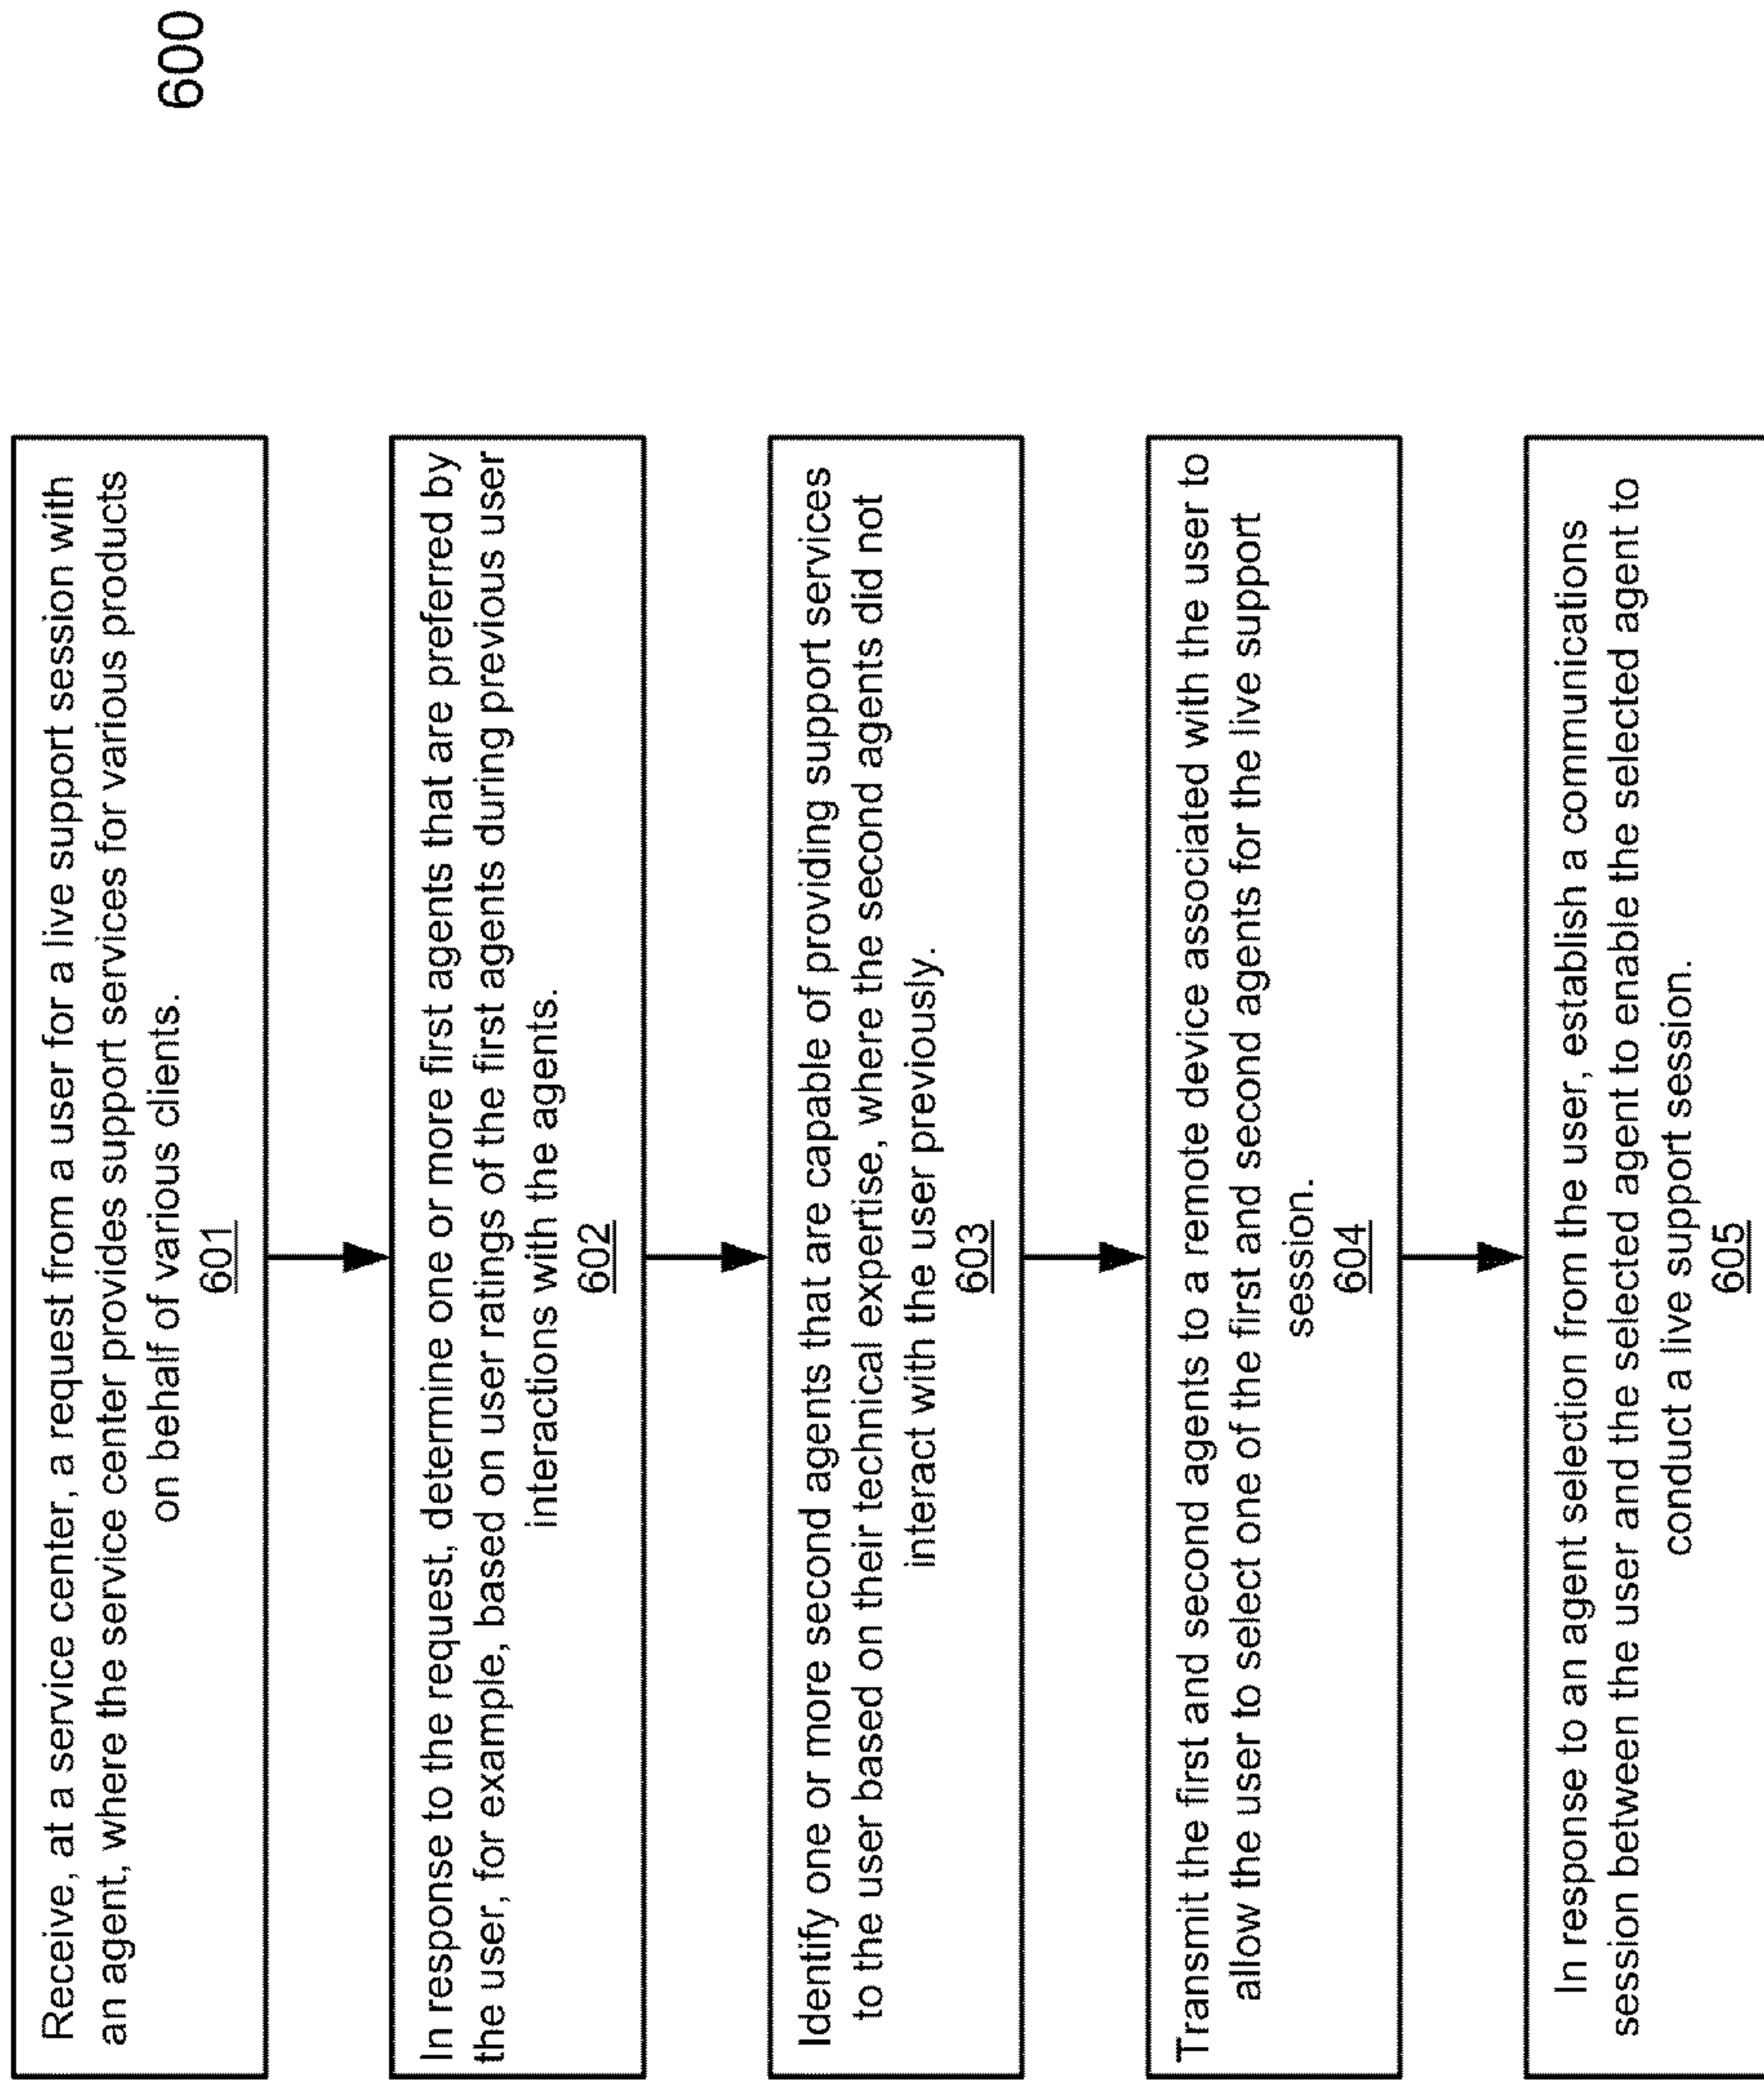 600
Receive, at a service center, a request from a user for a live support session with
an agent, where the service center provides support services for various products
on behalf of various clients.
601
In response to the request, determine one or more first agents that are preferred by
the user, for example, based on user ratings of the first agents during previous user
interactions with the agents.
602
Identify one or more second agents that are capable of providing support services
to the user based on their technical expertise, where the second agents did not
interact with the user previously.
603
Transmit the first and second agents to a remote device associated with the user to
allow the user to select one of the first and second agents for the live support
session.
604
In response to an agent selection from the user, establish a communications
session between the user and the selected agent to enable the selected agent to
conduct a live support session.
605